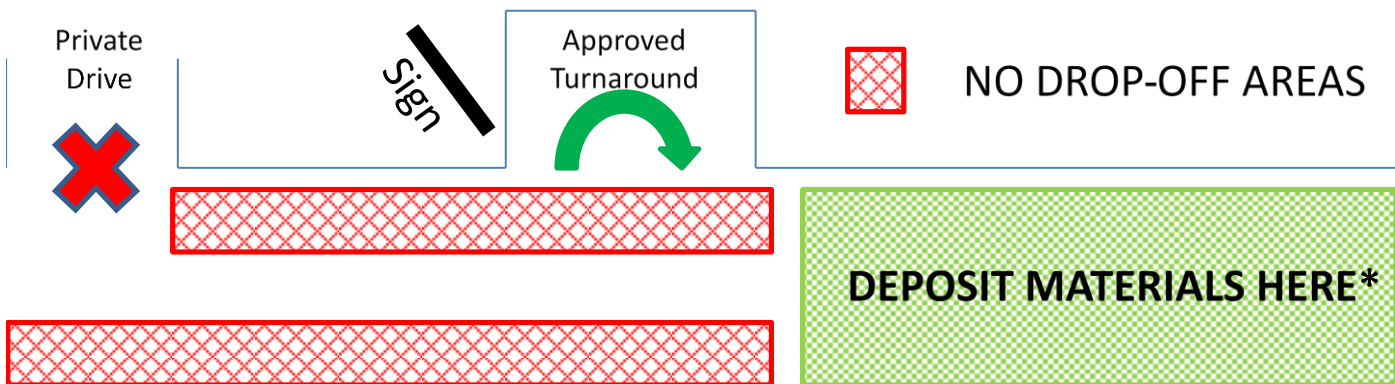 Private
Drive
Sign
Approved
Turnaround
NO DROP-OFF AREAS
DEPOSIT MATERIALS HERE*